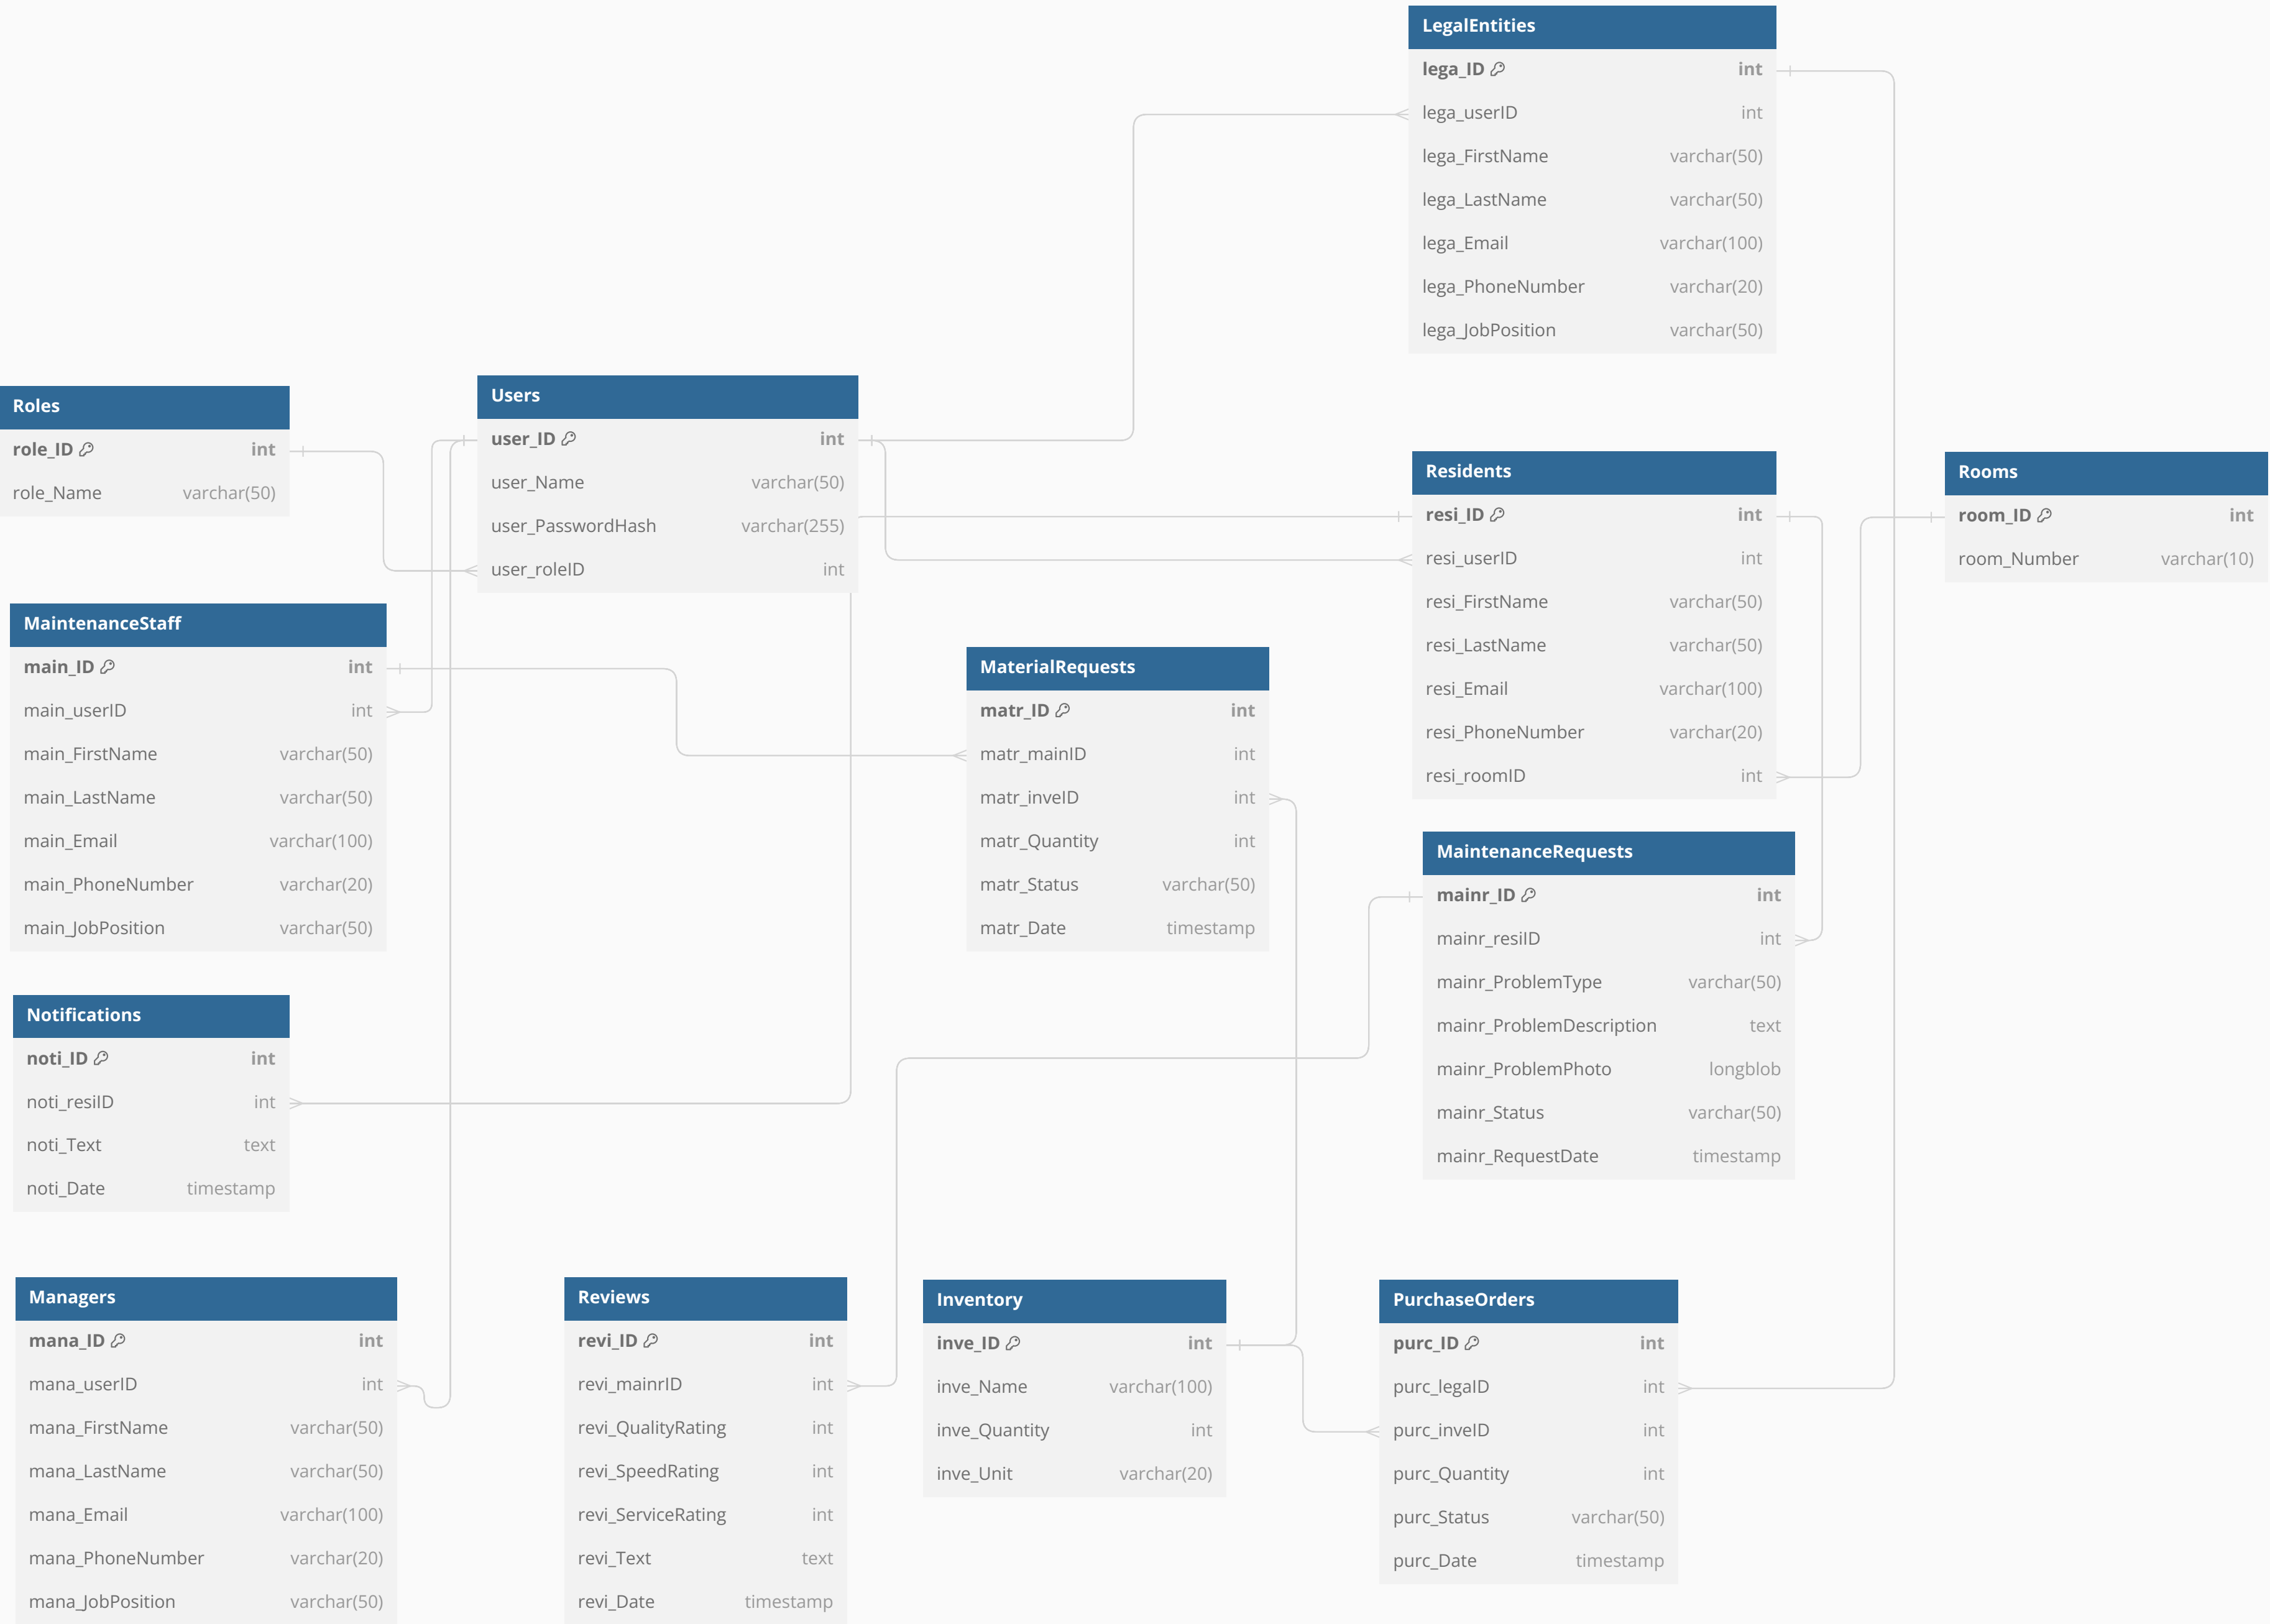 LegalEntities
lega_ID int
lega_userID int
lega_FirstName varchar(50)
lega_LastName varchar(50)
lega_Email varchar(100)
lega_PhoneNumber varchar(20)
lega_JobPosition varchar(50)
Roles
role_ID int
role_Name varchar(50)
Users
user_ID int
user_Name varchar(50)
user_PasswordHash varchar(255)
user_roleID int
Residents
resi_ID int
resi_userID int
resi_FirstName varchar(50)
resi_LastName varchar(50)
resi_Email varchar(100)
resi_PhoneNumber varchar(20)
resi_roomID int
Rooms
room_ID int
room_Number varchar(10)
MaintenanceStaff
main_ID int
main_userID int
main_FirstName varchar(50)
main_LastName varchar(50)
main_Email varchar(100)
main_PhoneNumber varchar(20)
main_JobPosition varchar(50)
MaterialRequests
matr_ID int
matr_mainID int
matr_inveID int
matr_Quantity int
matr_Status varchar(50)
matr_Date timestamp
MaintenanceRequests
mainr_ID int
mainr_resiID int
mainr_ProblemType varchar(50)
mainr_ProblemDescription text
mainr_ProblemPhoto longblob
mainr_Status varchar(50)
mainr_RequestDate timestamp
Notifications
noti_ID int
noti_resiID int
noti_Text text
noti_Date timestamp
Managers
mana_ID int
mana_userID int
mana_FirstName varchar(50)
mana_LastName varchar(50)
mana_Email varchar(100)
mana_PhoneNumber varchar(20)
mana_JobPosition varchar(50)
Reviews
revi_ID int
revi_mainrID int
revi_QualityRating int
revi_SpeedRating int
revi_ServiceRating int
revi_Text text
revi_Date timestamp
Inventory
inve_ID int
inve_Name varchar(100)
inve_Quantity int
inve_Unit varchar(20)
PurchaseOrders
purc_ID int
purc_legaID int
purc_inveID int
purc_Quantity int
purc_Status varchar(50)
purc_Date timestamp